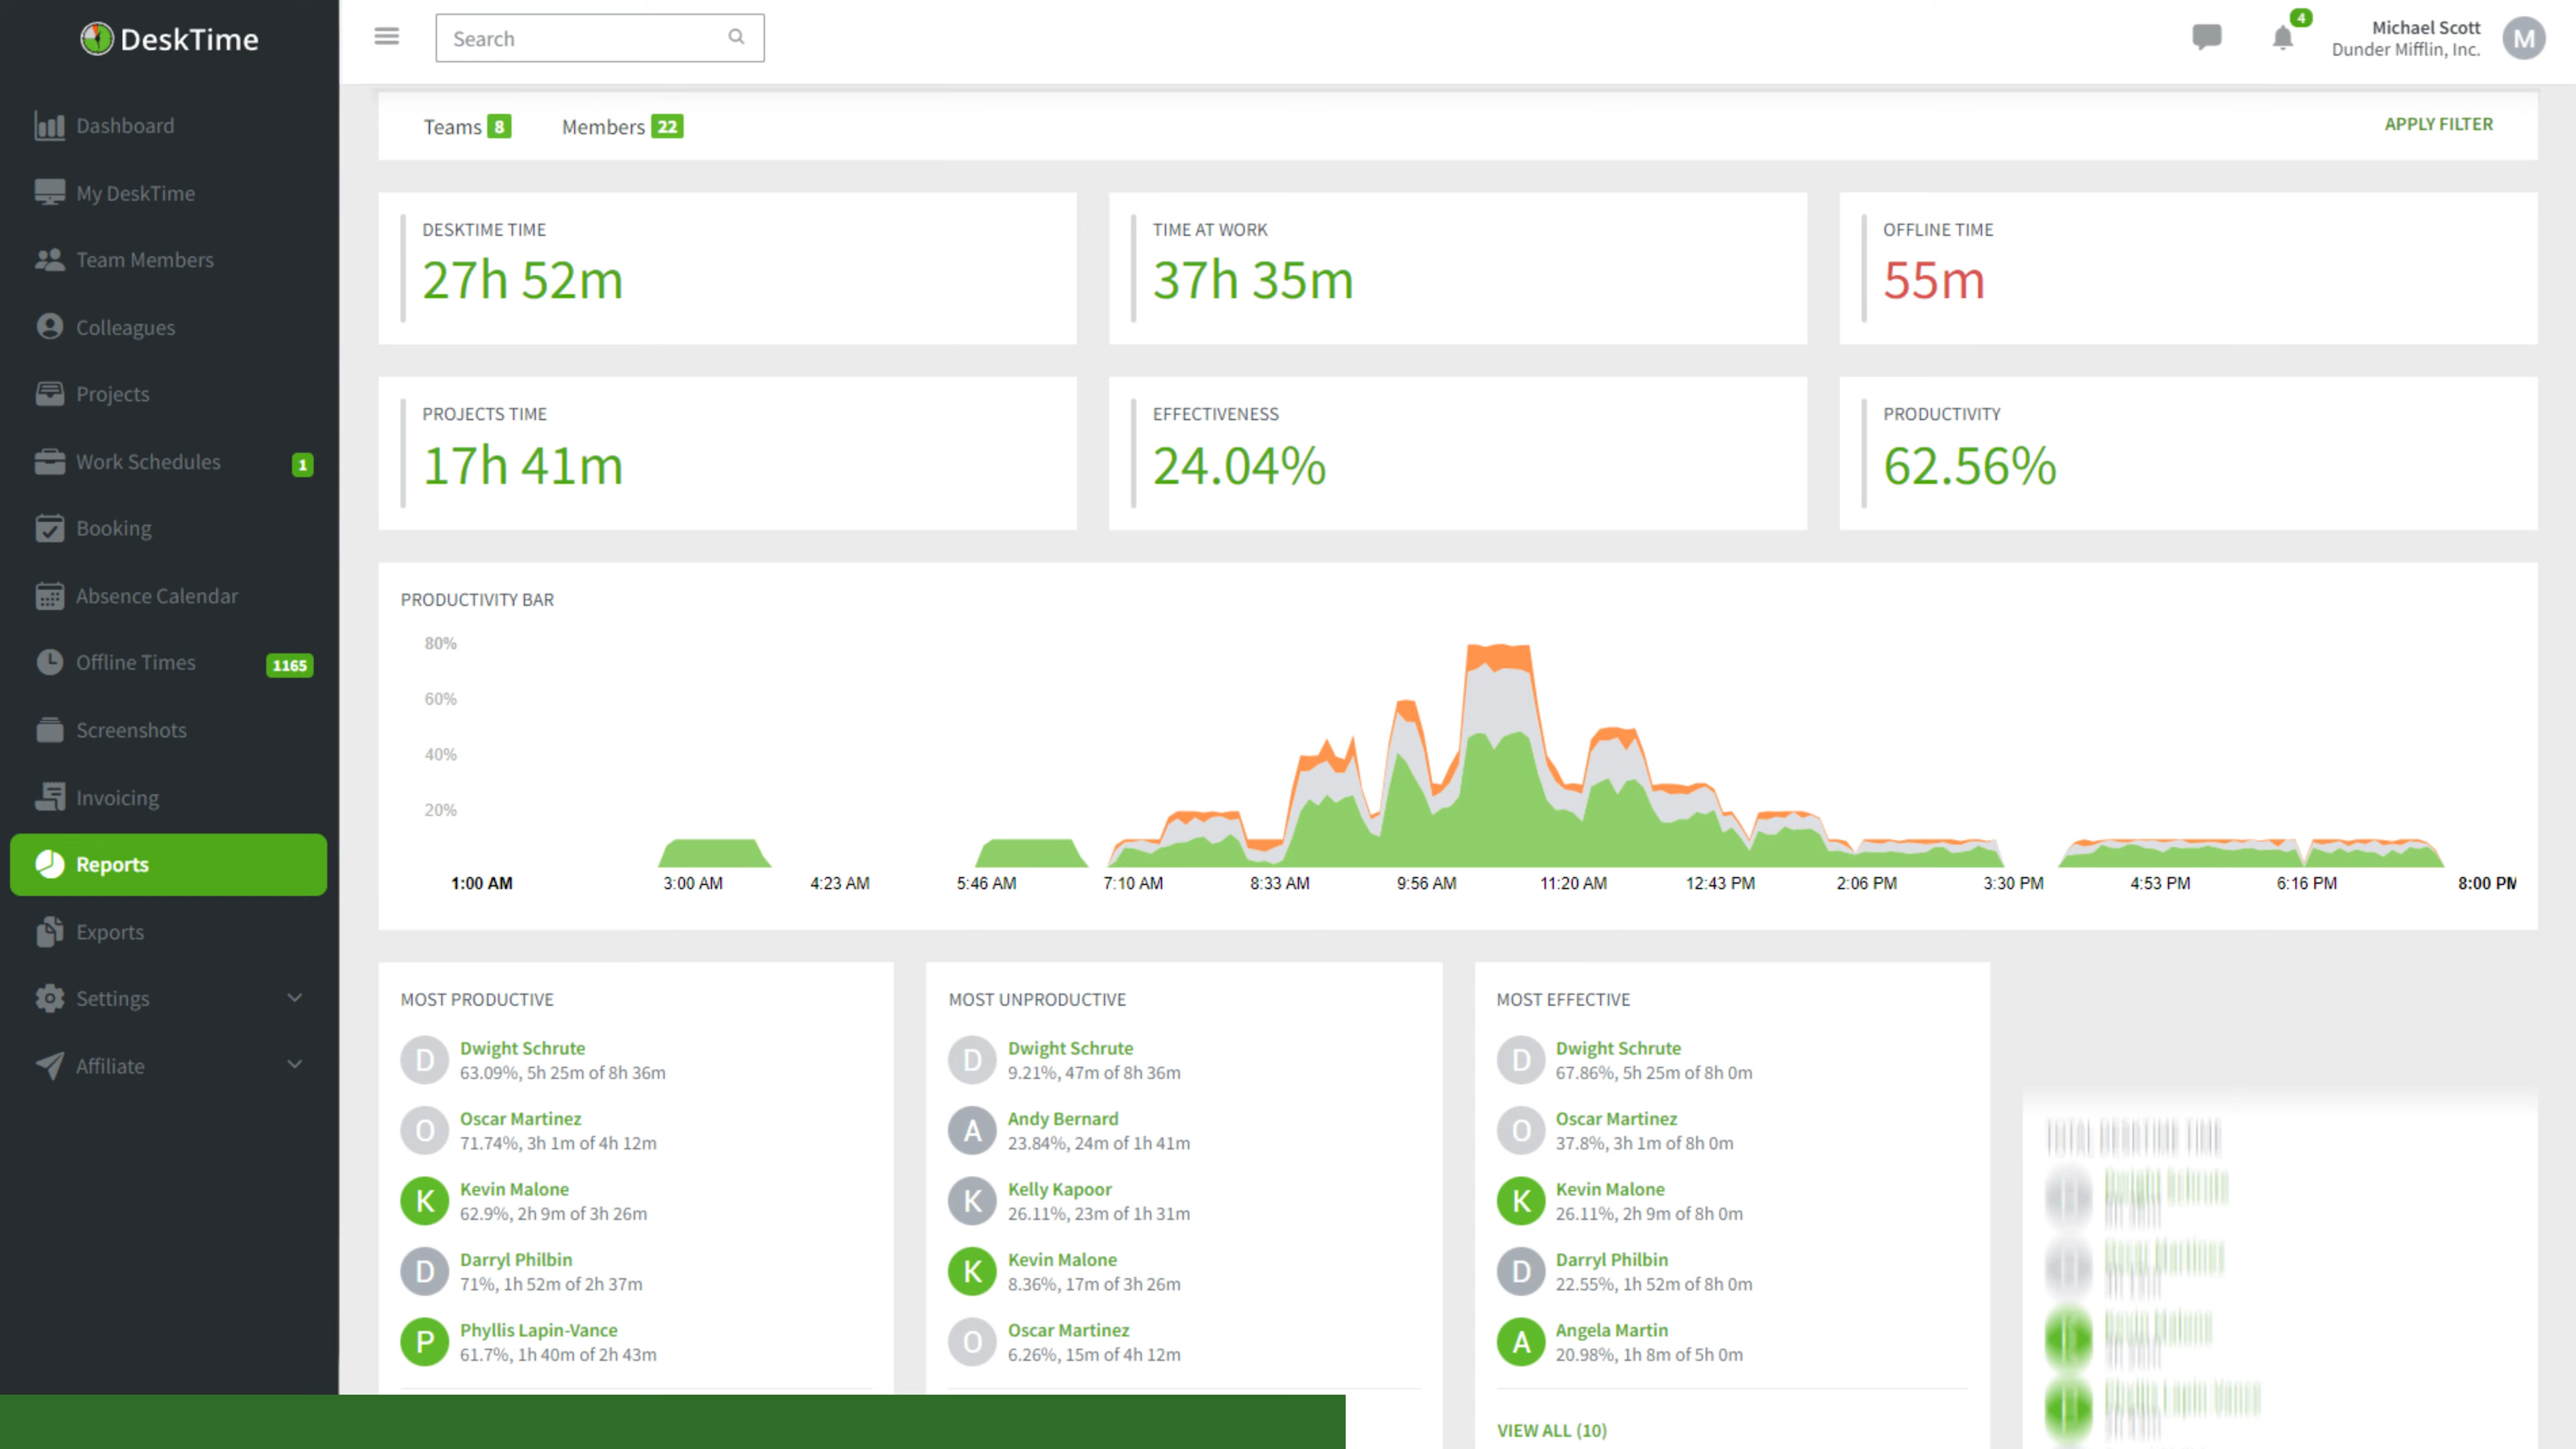 DeskTime
Search
4
Michael Scott
Dunder Mifflin, Inc.
M
Dashboard
My DeskTime
Team Members
Colleagues
Projects
Work Schedules 1
Booking
Absence Calendar
Offline Times 1165
Screenshots
Invoicing
Reports
Exports
Settings
Affiliate
Teams 8 Members 22 APPLY FILTER
DESKTIME TIME
27h 52m
TIME AT WORK
37h 35m
OFFLINE TIME
55m
PROJECTS TIME
17h 41m
EFFECTIVENESS
24.04%
PRODUCTIVITY
62.56%
PRODUCTIVITY BAR
80%
60%
40%
20%
1:00 AM 3:00 AM 4:23 AM 5:46 AM 7:10 AM 8:33 AM 9:56 AM 11:20 AM 12:43 PM 2:06 PM 3:30 PM 4:53 PM 6:16 PM 8:00 PM
MOST PRODUCTIVE
D
Dwight Schrute
63.09%, 5h 25m of 8h 36m
O
Oscar Martinez
71.74%, 3h 1m of 4h 12m
K
Kevin Malone
62.9%, 2h 9m of 3h 26m
D
Darryl Philbin
71%, 1h 52m of 2h 37m
P
Phyllis Lapin-Vance
61.7%, 1h 40m of 2h 43m
MOST UNPRODUCTIVE
D
Dwight Schrute
9.21%, 47m of 8h 36m
A
Andy Bernard
23.84%, 24m of 1h 41m
K
Kelly Kapoor
26.11%, 23m of 1h 31m
K
Kevin Malone
8.36%, 17m of 3h 26m
O
Oscar Martinez
6.26%, 15m of 4h 12m
MOST EFFECTIVE
D
Dwight Schrute
67.86%, 5h 25m of 8h 0m
O
Oscar Martinez
37.8%, 3h 1m of 8h 0m
K
Kevin Malone
26.11%, 2h 9m of 8h 0m
D
Darryl Philbin
22.55%, 1h 52m of 8h 0m
A
Angela Martin
20.98%, 1h 8m of 5h 0m
VIEW ALL (10)